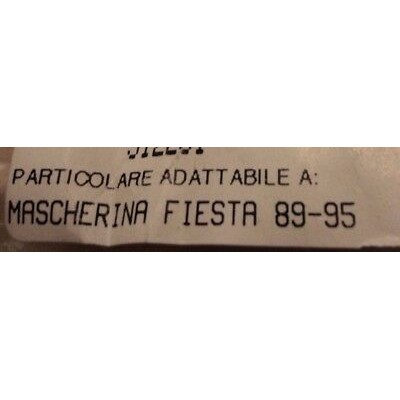 PARTICOLARE ADATTABILE A:
MASCHERINA FIESTA 89-95